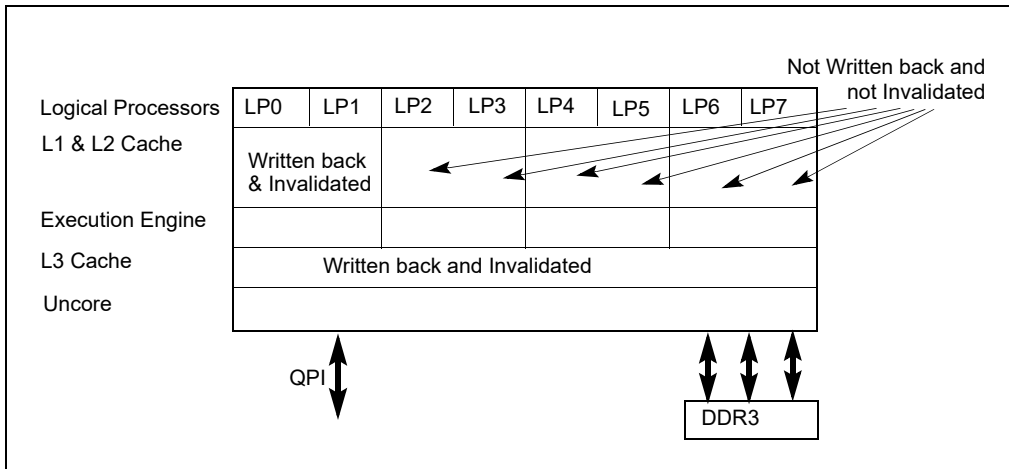 Not Written back and
not Invalidated
Logical Processors LP0 LP1 LP2 LP3 LP4 LP5 LP6 LP7
L1 & L2 Cache
Written back
& Invalidated
Execution Engine
L3 Cache Written back and Invalidated
Uncore
QPI
DDR3